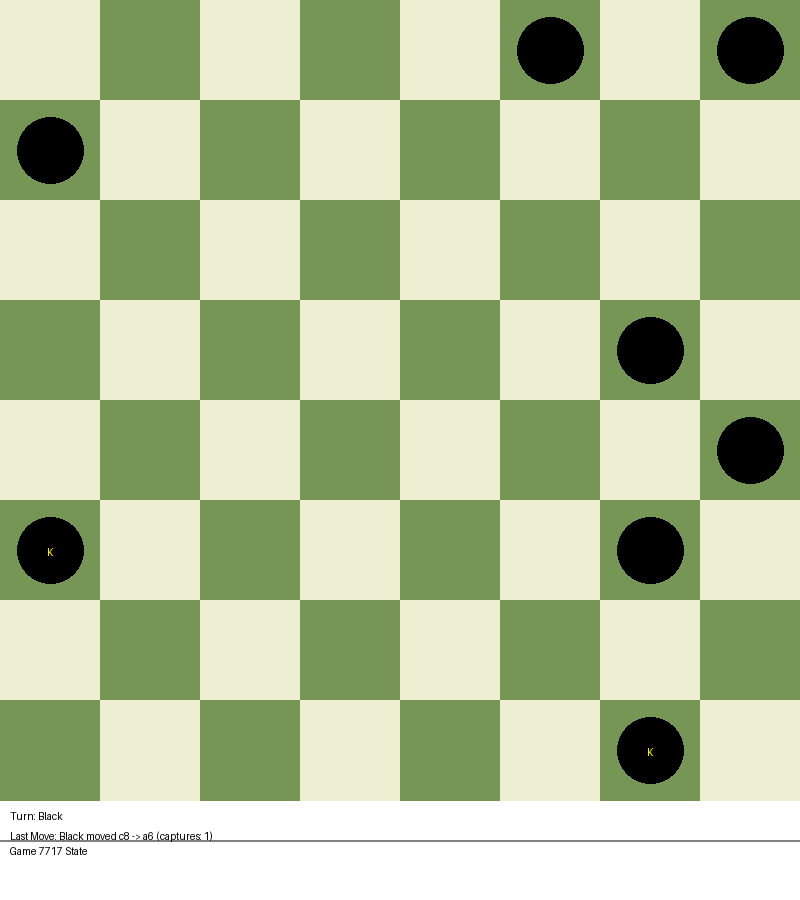 K
K
Turn: Black
Last Move: Black moved c8 -> a6 (captures: 1)
Game 7717 State